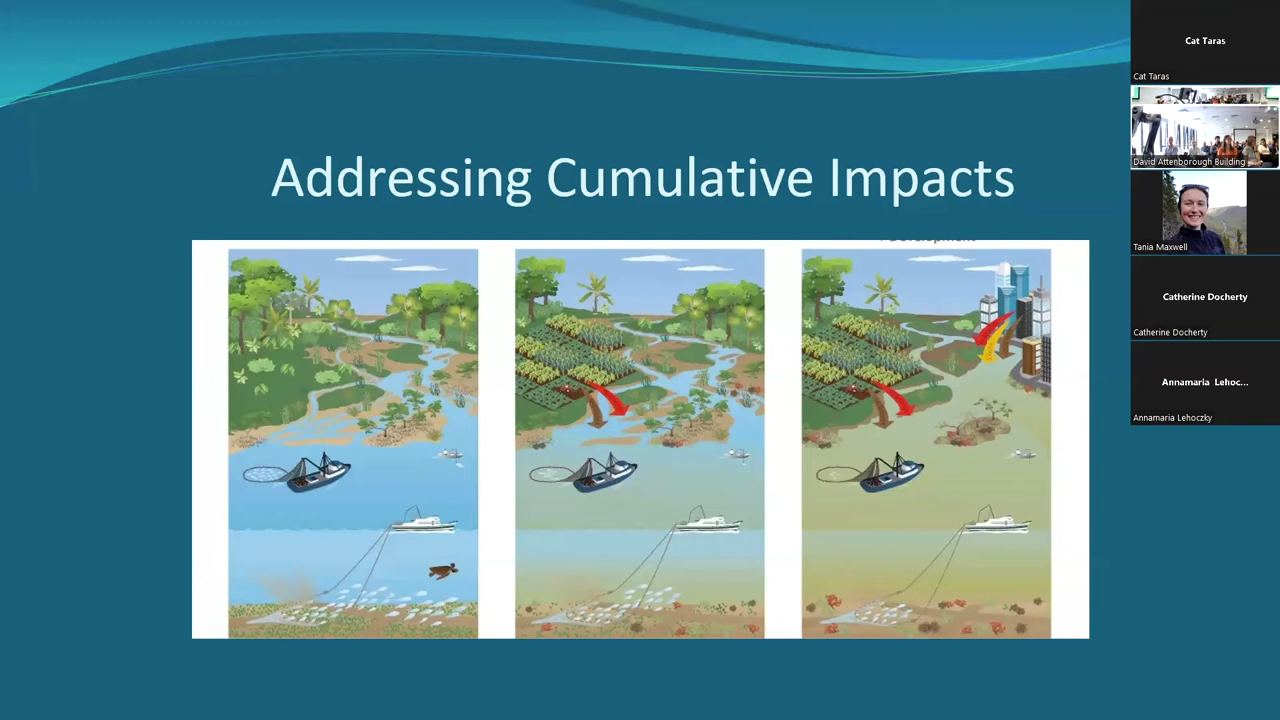 Addressing Cumulative Impacts
Cat Taras
Cat Taras
David Attenborough Building
Tania Maxwell
Catherine Docherty
Catherine Docherty
Annamaria Lehoc...
Annamaria Lehoczky